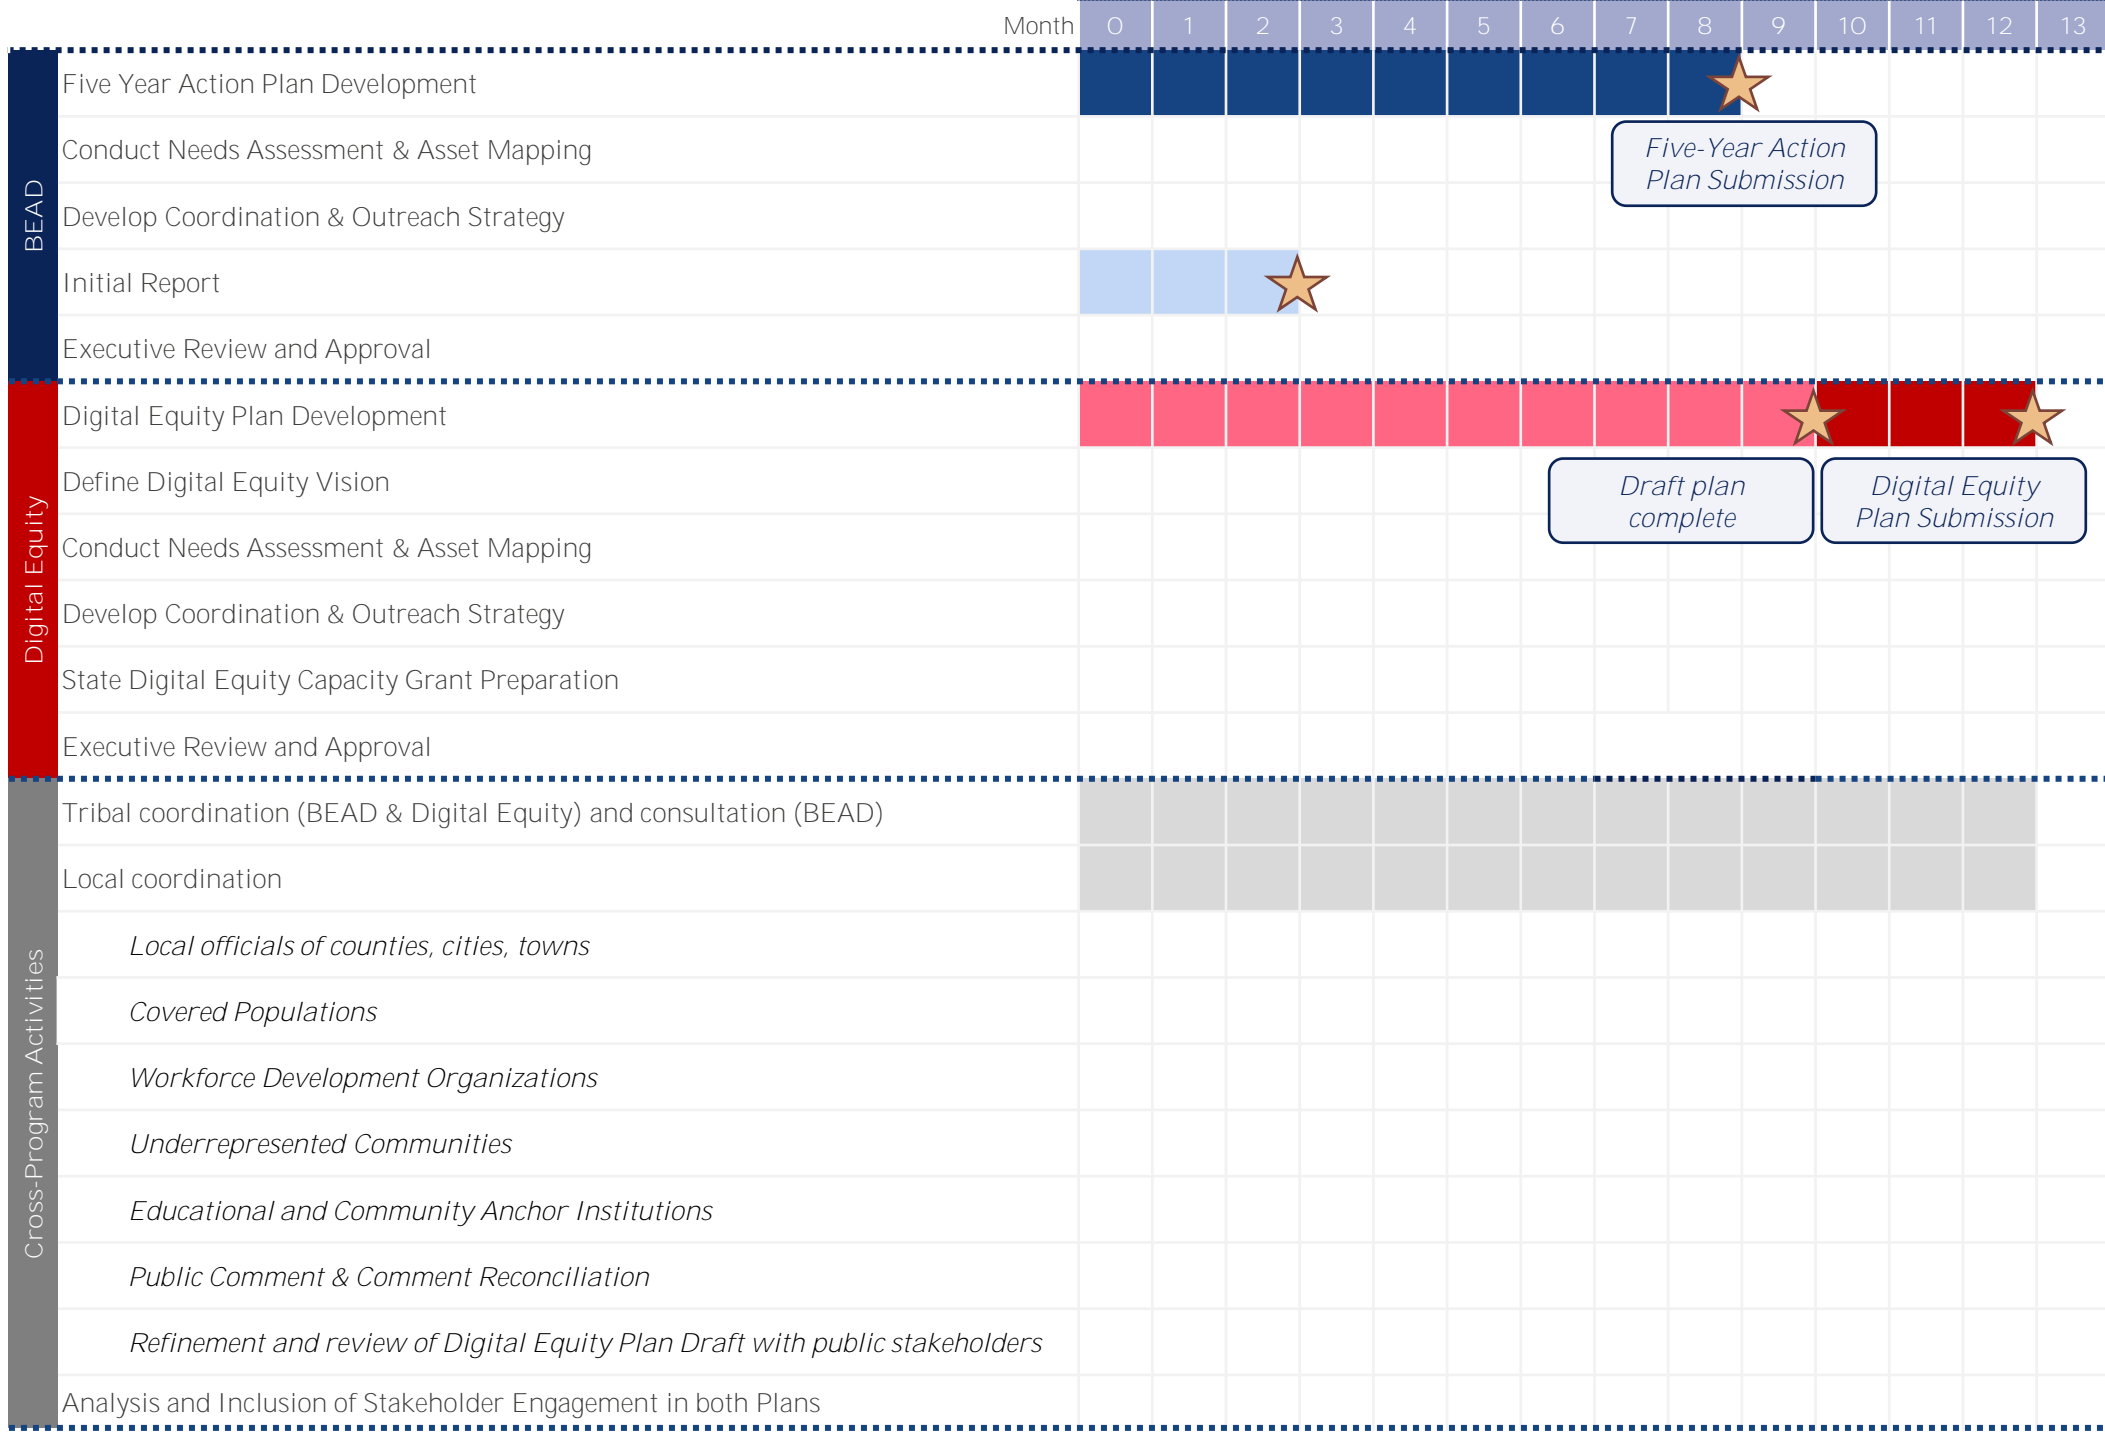 Month 0 1 2 3 4 5 6 7 8 9 10 11 12 13
BEAD
Five Year Action Plan Development
Conduct Needs Assessment & Asset Mapping
Five-Year Action
Plan Submission
Develop Coordination & Outreach Strategy
Initial Report
Executive Review and Approval
Digital Equity
Digital Equity Plan Development
Define Digital Equity Vision
Draft plan
complete
Digital Equity
Plan Submission
Conduct Needs Assessment & Asset Mapping
Develop Coordination & Outreach Strategy
State Digital Equity Capacity Grant Preparation
Executive Review and Approval
Cross-Program Activities
Tribal coordination (BEAD & Digital Equity) and consultation (BEAD)
Local coordination
Local officials of counties, cities, towns
Covered Populations
Workforce Development Organizations
Underrepresented Communities
Educational and Community Anchor Institutions
Public Comment & Comment Reconciliation
Refinement and review of Digital Equity Plan Draft with public stakeholders
Analysis and Inclusion of Stakeholder Engagement in both Plans